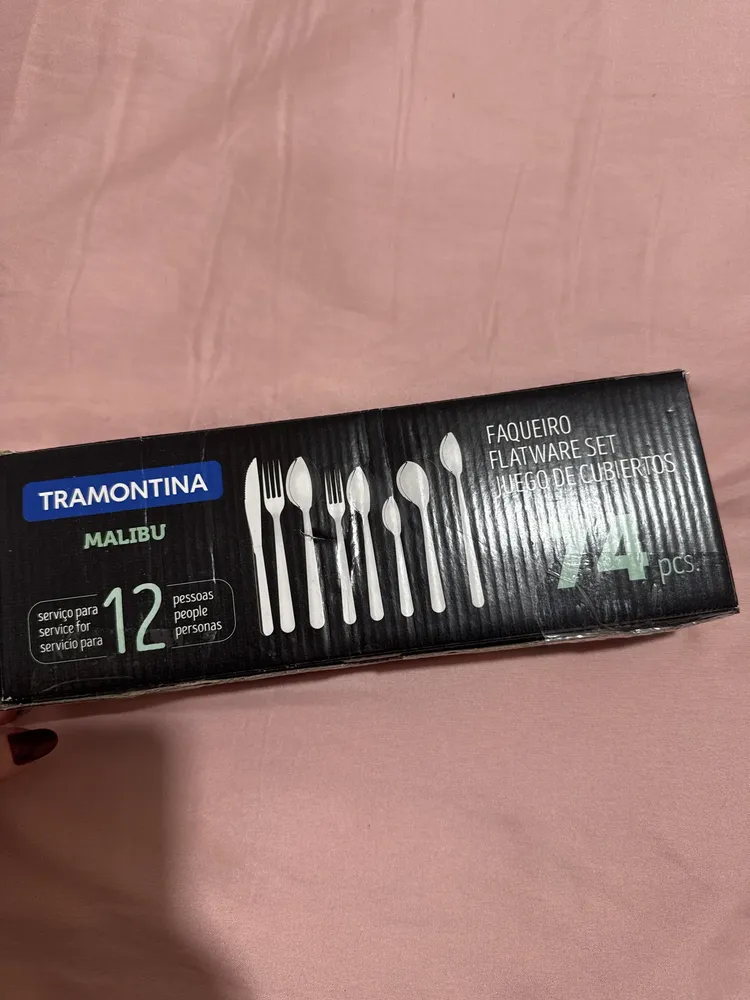 TRAMONTINA
MALIBU
serviço para
service for
servicio para
12
pessoas
people
personas
FAQUEIRO
FLATWARE SET
JUEGO DE CUBIERTOS
74 pcs.